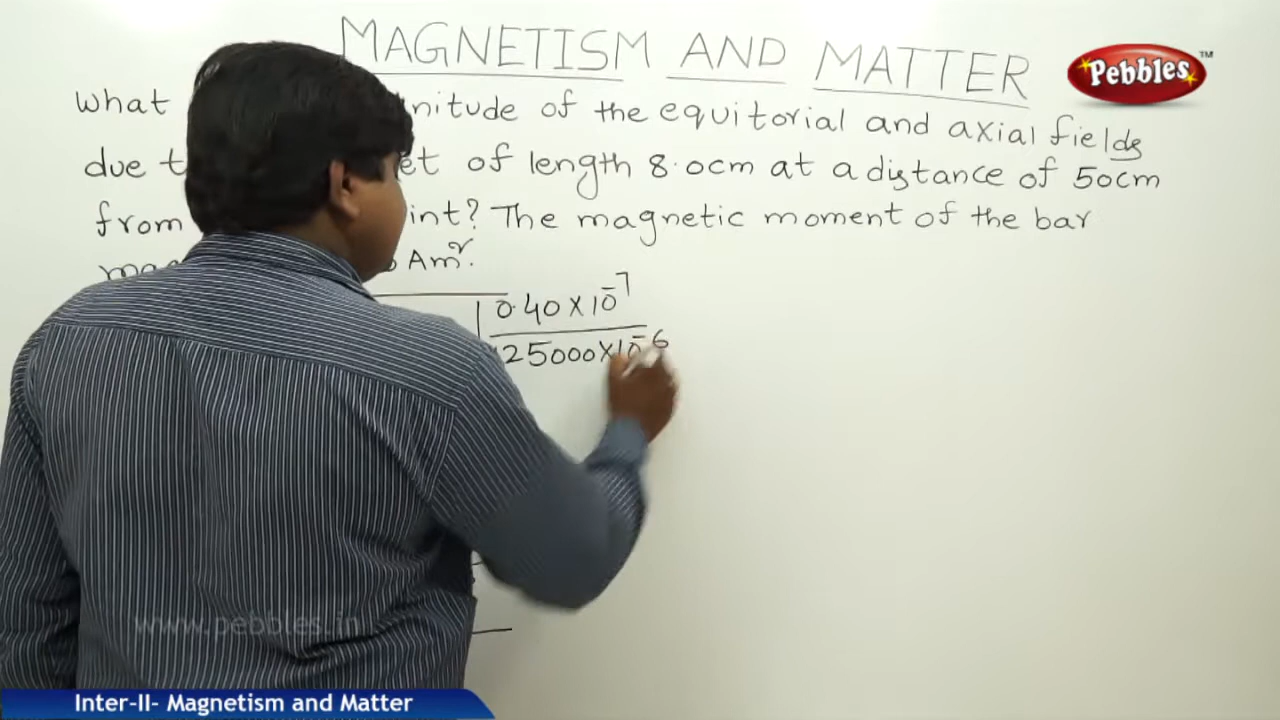 MAGNETISM AND MATTER
Pebbles TM
What nitude of the equitorial and axial fields
due t et of length 8.0cm at a distance of 50cm
from int? The magnetic moment of the bar
Am².
0.40×10⁻⁷
125000×10⁻⁶
www.pebbles.in
Inter-II- Magnetism and Matter